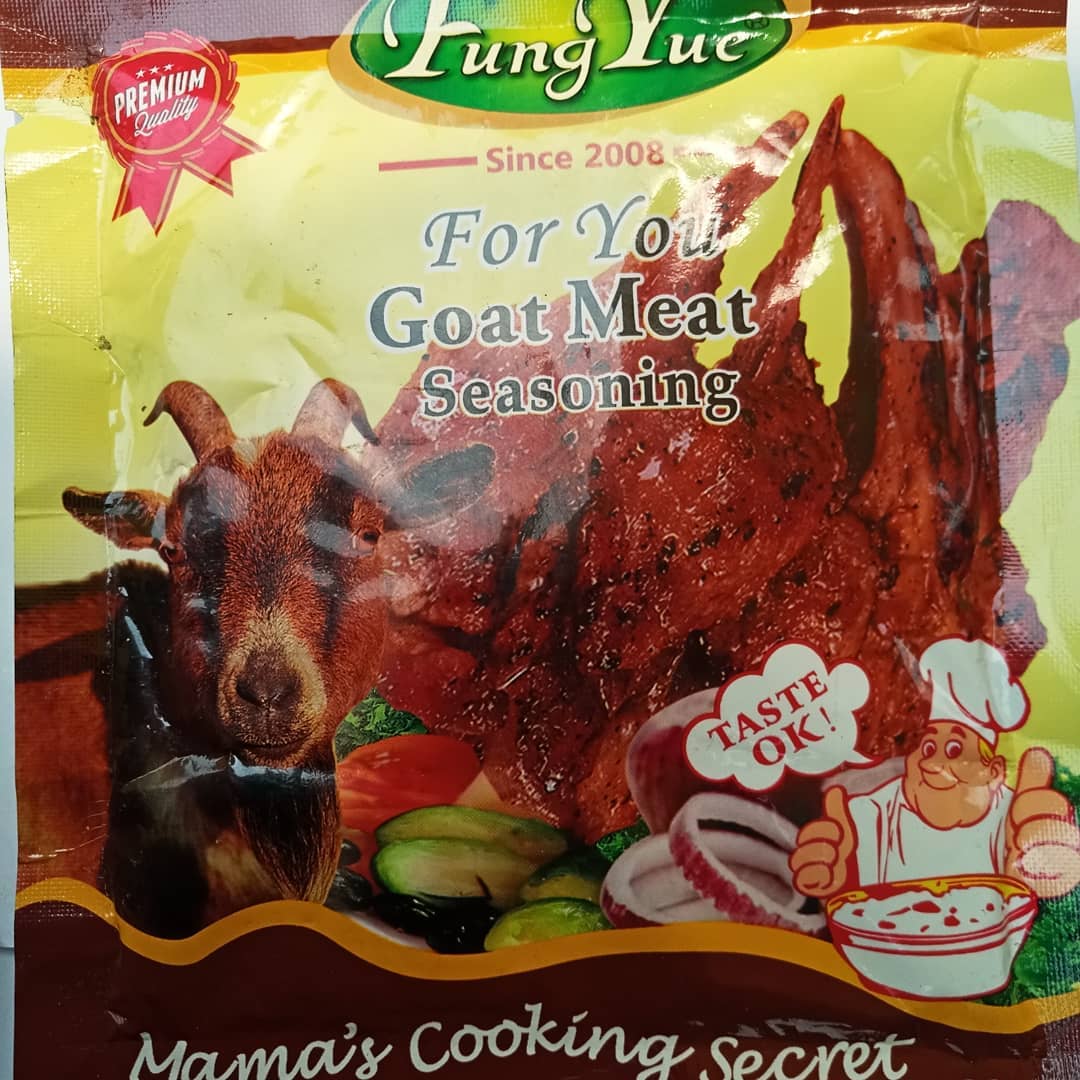 Fung Yue®
PREMIUM
Quality
Since 2008
For You
Goat Meat
Seasoning
TASTE
OK!
Mama's Cooking Secret